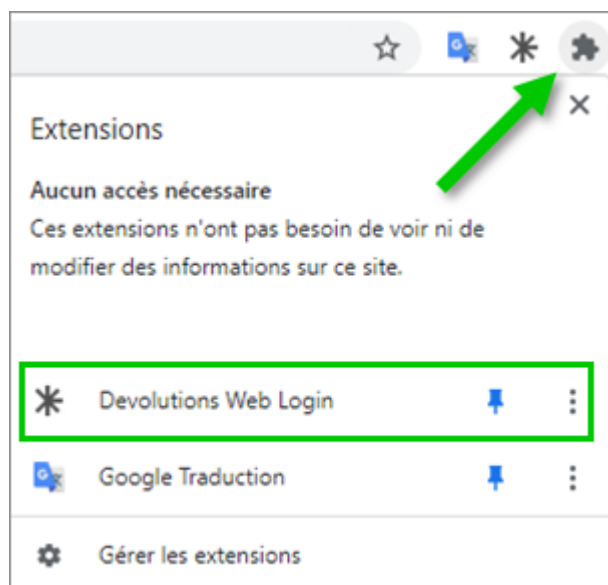 Extensions
Aucun accès nécessaire
Ces extensions n'ont pas besoin de voir ni de
modifier des informations sur ce site.
Devolutions Web Login
Google Traduction
Gérer les extensions